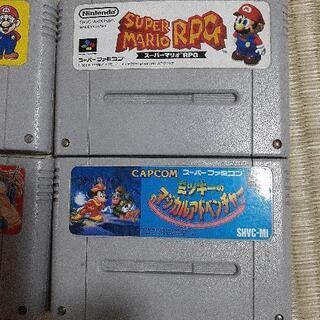 Nintendo
SUPER MARIO RPG
スーパーファミコン
スーパーマリオRPG
CAPCOM スーパーファミコン
ミッキーの
マジカルアドベンチャー
SHVC-MI